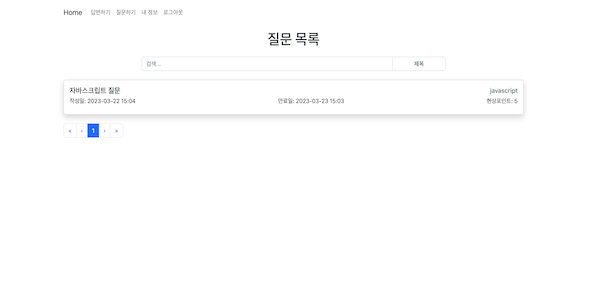 Home 답변하기 질문하기 내 정보 로그아웃
질문 목록
검색... 제목
자바스크립트 질문 javascript
작성일: 2023-03-22 15:04 만료일: 2023-03-23 15:03 현상포인트: 5
« ‹ 1 › »